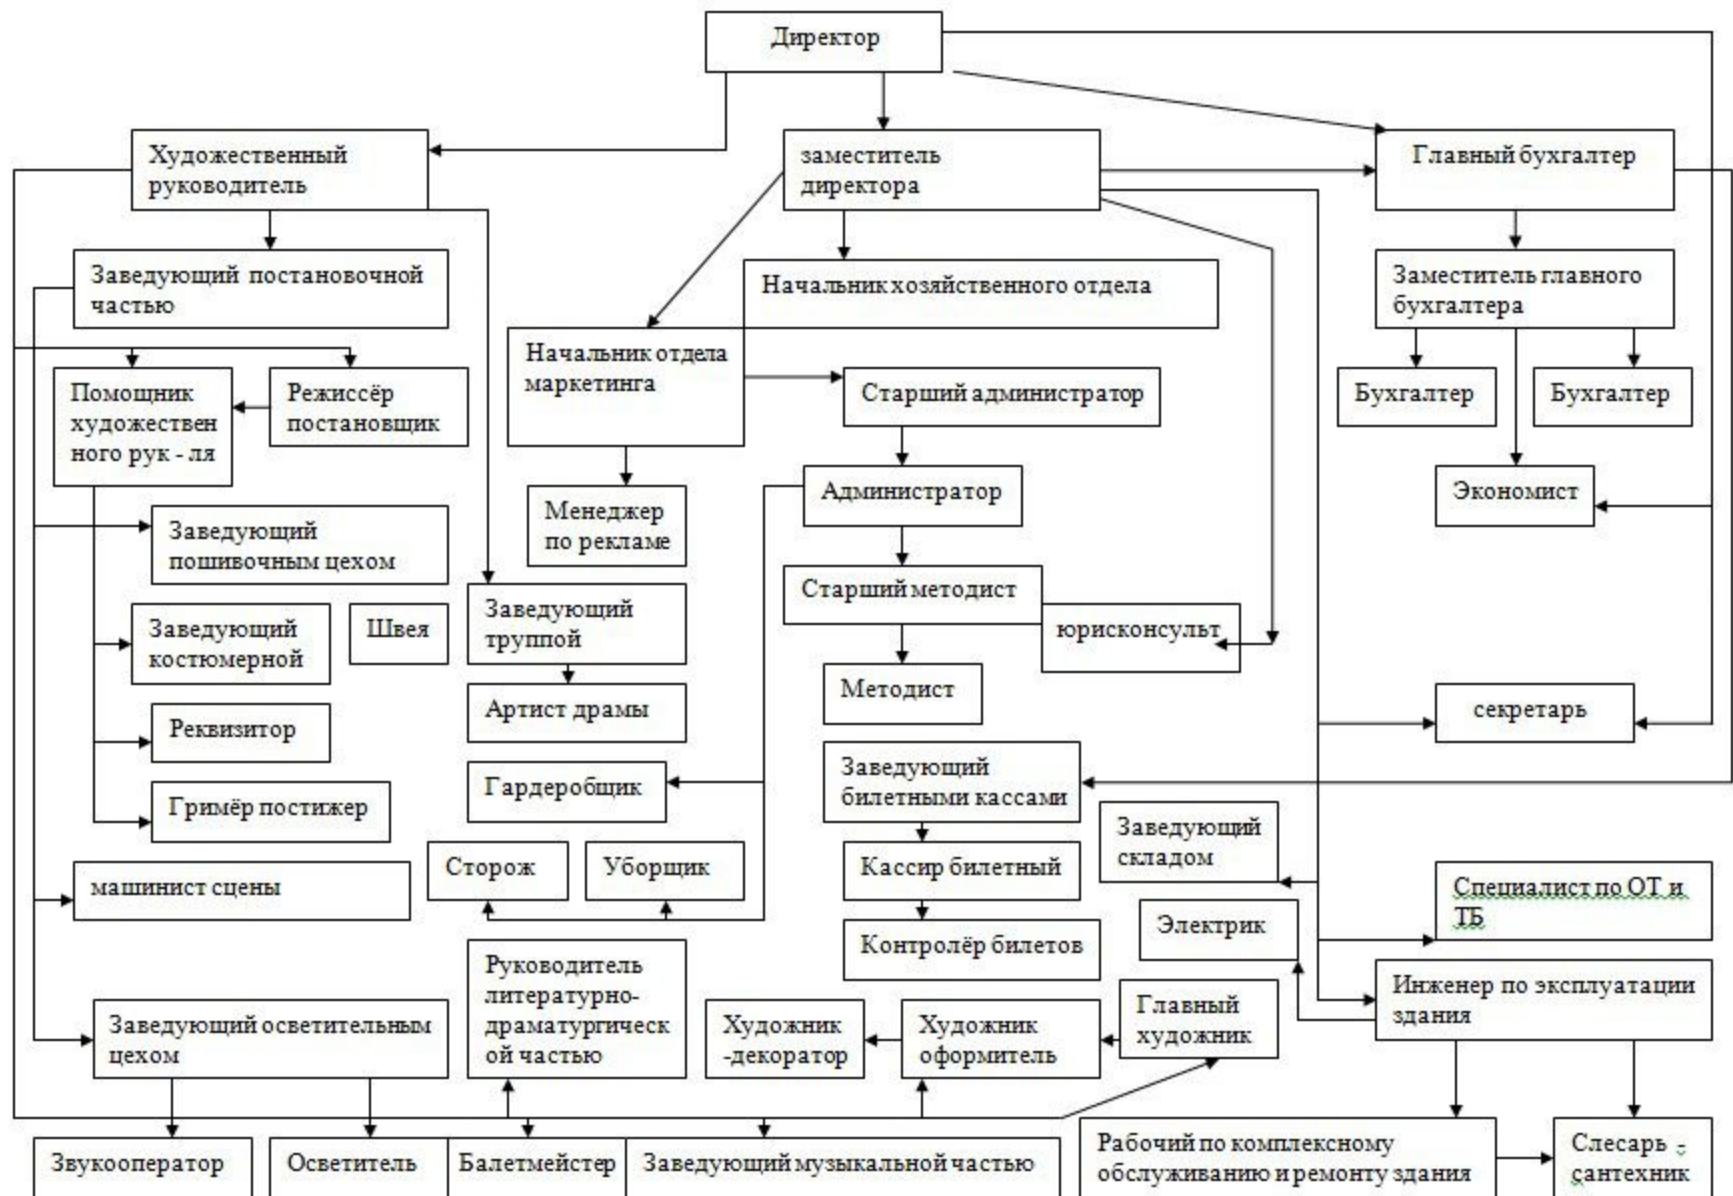 Директор
Художественный
руководитель
заместитель
директора
Главный бухгалтер
Заведующий постановочной
частью
Начальник хозяйственного отдела
Заместитель главного
бухгалтера
Начальник отдела
маркетинга
Помощник
художествен
ного рук - ля
Режиссёр
постановщик
Старший администратор
Бухгалтер
Бухгалтер
Менеджер
по рекламе
Администратор
Экономист
Заведующий
пошивочным цехом
Старший методист
Заведующий
костюмерной
Швея
Заведующий
труппой
юрисконсульт
Методист
Реквизитор
Артист драмы
секретарь
Гримёр постижер
Гардеробщик
Заведующий
билетными кассами
Заведующий
складом
машинист сцены
Сторож
Уборщик
Кассир билетный
Специалист по ОТ и
ТБ
Электрик
Контролёр билетов
Руководитель
литературно-
драматургическ
ой частью
Инженер по эксплуатации
здания
Заведующий осветительным
цехом
Художник
-декоратор
Художник
оформитель
Главный
художник
Звукооператор
Осветитель
Балетмейстер
Заведующий музыкальной частью
Рабочий по комплексному
обслуживанию и ремонту здания
Слесарь -
сантехник